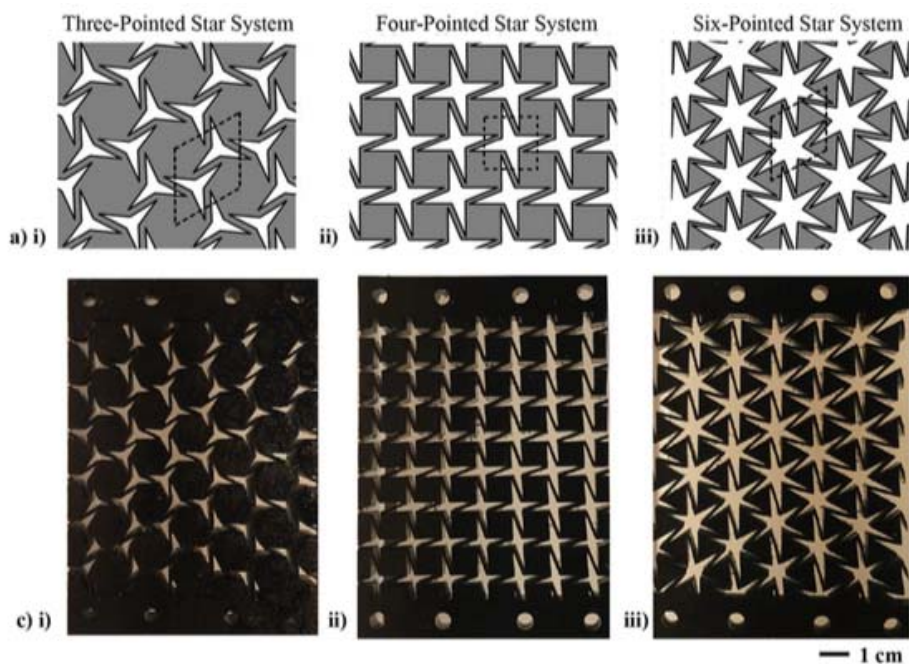 Three-Pointed Star System Four-Pointed Star System Six-Pointed Star System
a) i) ii) iii)
c) i) ii) iii)
1 cm